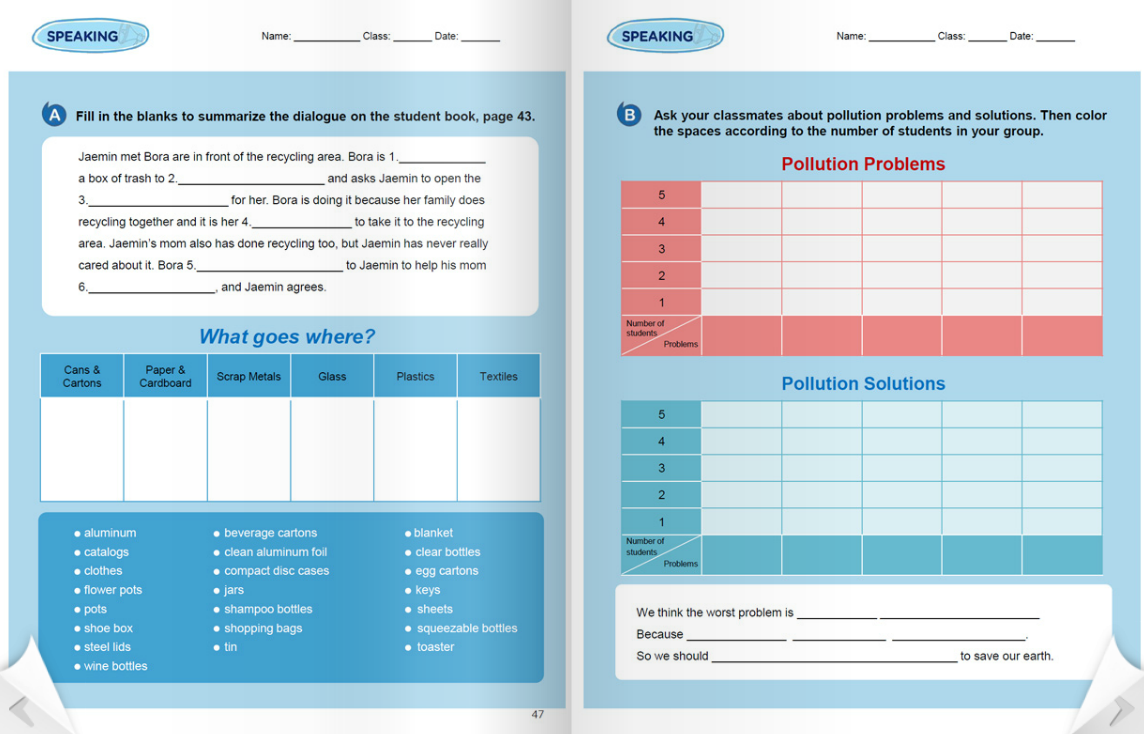 SPEAKING
Name: __________ Class: ______ Date: ______
A Fill in the blanks to summarize the dialogue on the student book, page 43.
Jaemin met Bora are in front of the recycling area. Bora is 1.____________
a box of trash to 2.____________________ and asks Jaemin to open the
3.___________________ for her. Bora is doing it because her family does
recycling together and it is her 4.______________ to take it to the recycling
area. Jaemin's mom also has done recycling too, but Jaemin has never really
cared about it. Bora 5.____________________ to Jaemin to help his mom
6.__________________, and Jaemin agrees.
What goes where?
Cans & Cartons
Paper & Cardboard
Scrap Metals
Glass
Plastics
Textiles
• aluminum
• catalogs
• clothes
• flower pots
• pots
• shoe box
• steel lids
• wine bottles
• beverage cartons
• clean aluminum foil
• compact disc cases
• jars
• shampoo bottles
• shopping bags
• tin
• blanket
• clear bottles
• egg cartons
• keys
• sheets
• squeezable bottles
• toaster
47
SPEAKING
Name: __________ Class: ______ Date: ______
B Ask your classmates about pollution problems and solutions. Then color
the spaces according to the number of students in your group.
Pollution Problems
5
4
3
2
1
Number of
students
Problems
Pollution Solutions
5
4
3
2
1
Number of
students
Problems
We think the worst problem is ___________ ____________________
Because ______________ _____________ ___________________.
So we should ___________________________________ to save our earth.